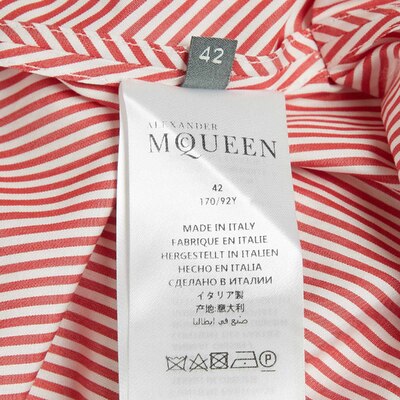 42
ALEXANDER
McQUEEN
42
170/92Y
MADE IN ITALY
FABRIQUE EN ITALIE
HERGESTELLT IN ITALIEN
HECHO EN ITALIA
СДЕЛАНО В ИТАЛИИ
イタリア製
产地:意大利
صنع في ايطاليا
P